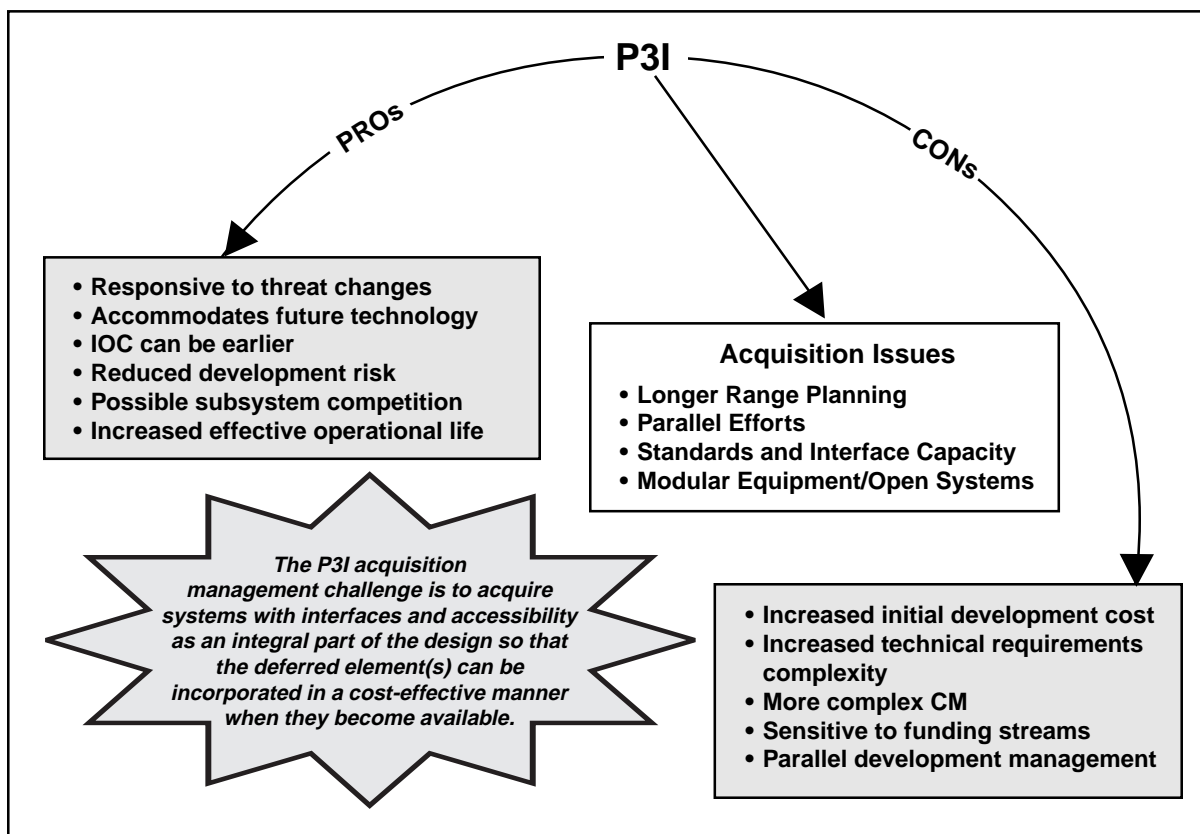 P3I
PROs
CONs
• Responsive to threat changes
• Accommodates future technology
• IOC can be earlier
• Reduced development risk
• Possible subsystem competition
• Increased effective operational life
Acquisition Issues
• Longer Range Planning
• Parallel Efforts
• Standards and Interface Capacity
• Modular Equipment/Open Systems
The P3I acquisition
management challenge is to acquire
systems with interfaces and accessibility
as an integral part of the design so that
the deferred element(s) can be
incorporated in a cost-effective manner
when they become available.
• Increased initial development cost
• Increased technical requirements
complexity
• More complex CM
• Sensitive to funding streams
• Parallel development management